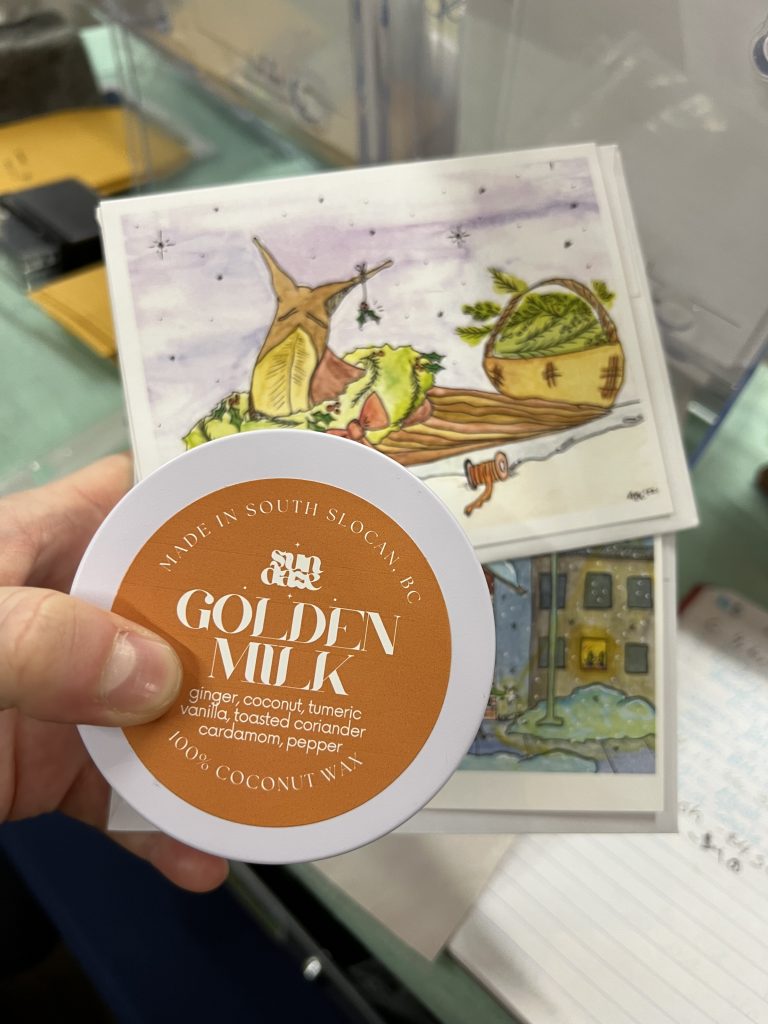 MADE IN SOUTH SLOCAN, BC
sun
daze
GOLDEN
MILK
ginger, coconut, tumeric
vanilla, toasted coriander
cardamom, pepper
100% COCONUT WAX